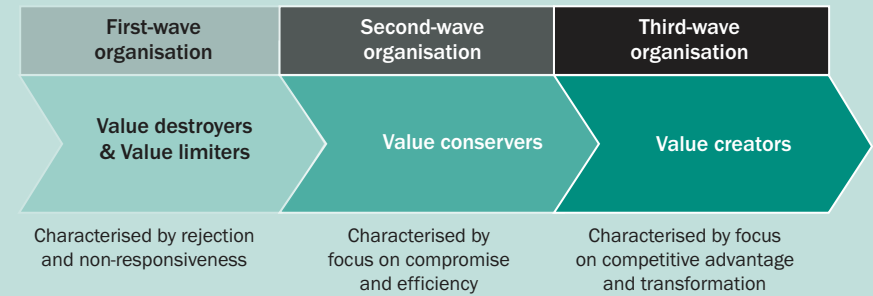 First-wave
organisation
Second-wave
organisation
Third-wave
organisation
Value destroyers
& Value limiters
Value conservers
Value creators
Characterised by rejection
and non-responsiveness
Characterised by
focus on compromise
and efficiency
Characterised by focus
on competitive advantage
and transformation